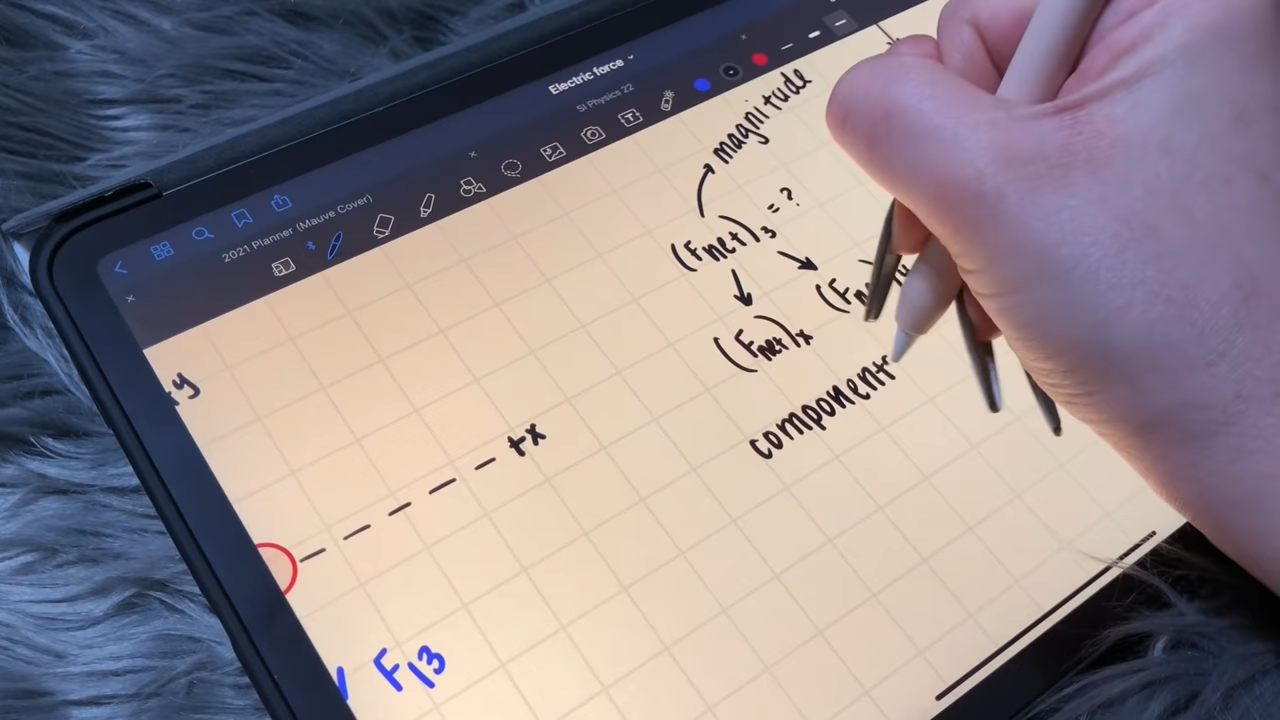 Electric force
SI Physics 22
2021 Planner (Mauve Cover)
magnitude
(Fnet)3 = ?
(Fnet)x
component
+x
F13